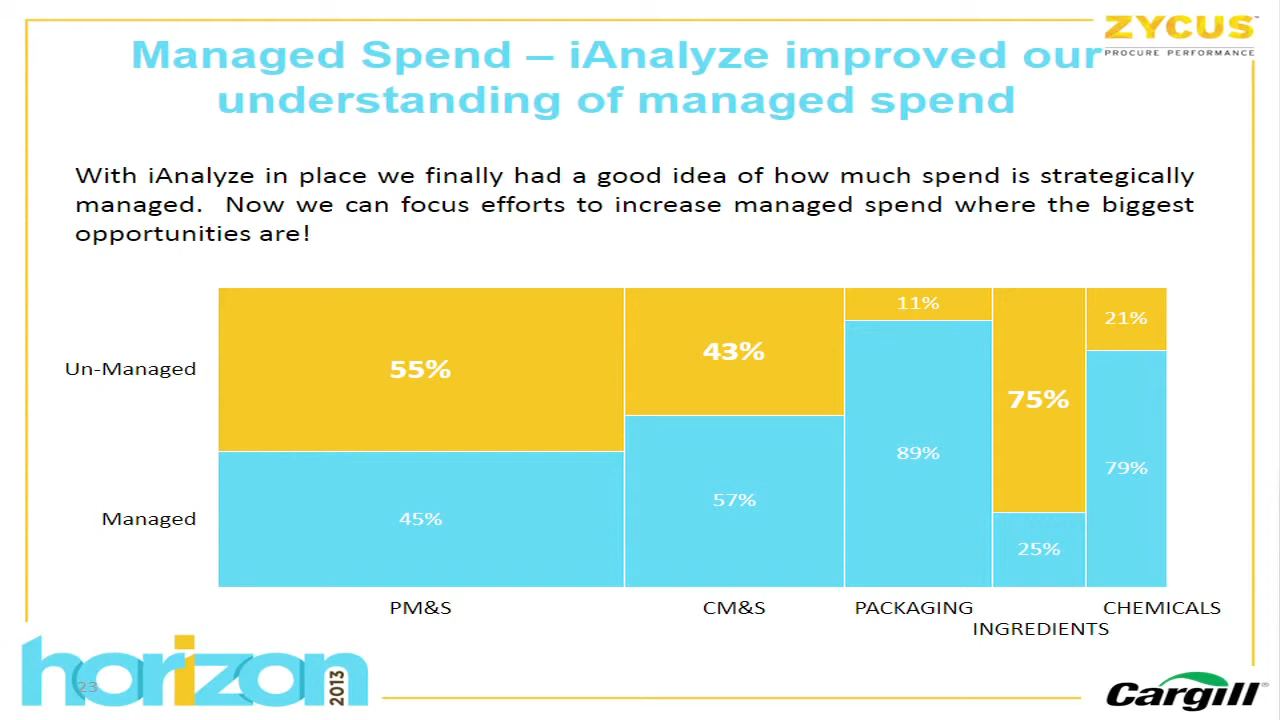 ZYCUS
PROCURE PERFORMANCE
Managed Spend – iAnalyze improved our
understanding of managed spend
With iAnalyze in place we finally had a good idea of how much spend is strategically
managed.  Now we can focus efforts to increase managed spend where the biggest
opportunities are!
Un-Managed
55%
43%
11%
75%
21%
Managed
45%
57%
89%
25%
79%
PM&S
CM&S
PACKAGING
INGREDIENTS
CHEMICALS
horizon
2013
23
Cargill®